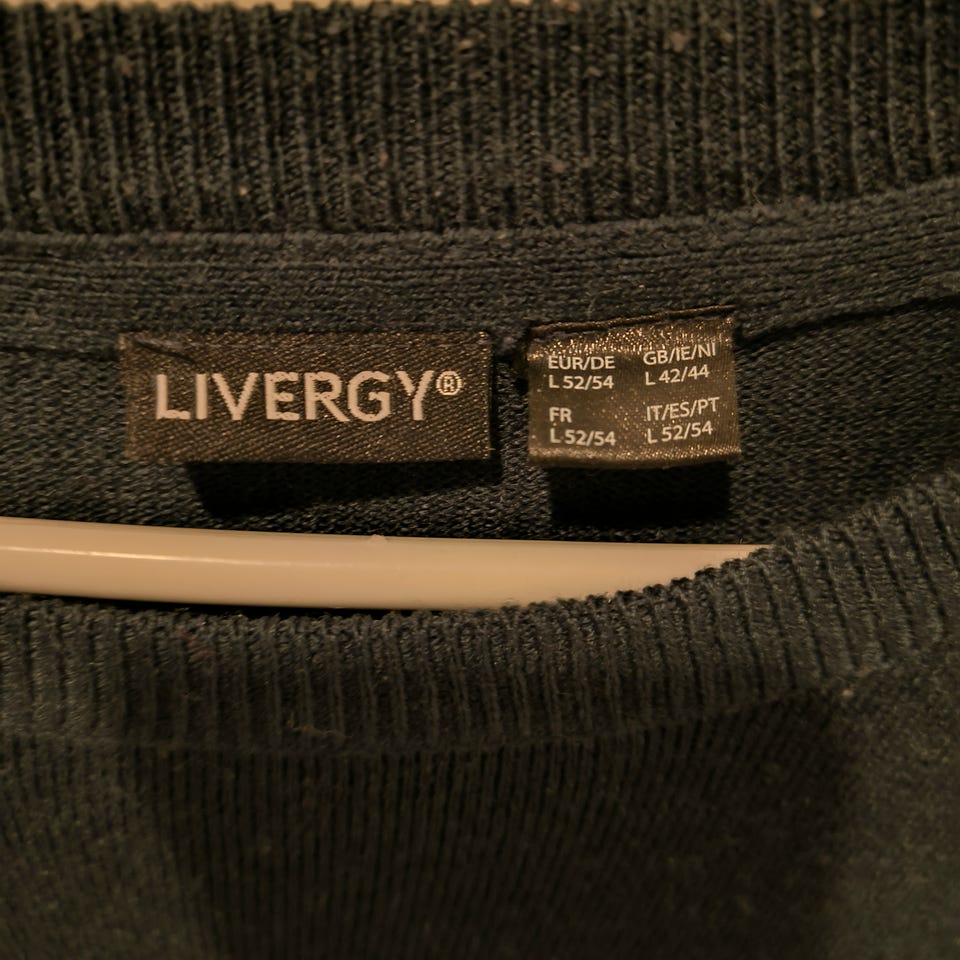 LIVERGY®
EUR/DE GB/IE/NI
L 52/54 L 42/44
FR IT/ES/PT
L 52/54 L 52/54